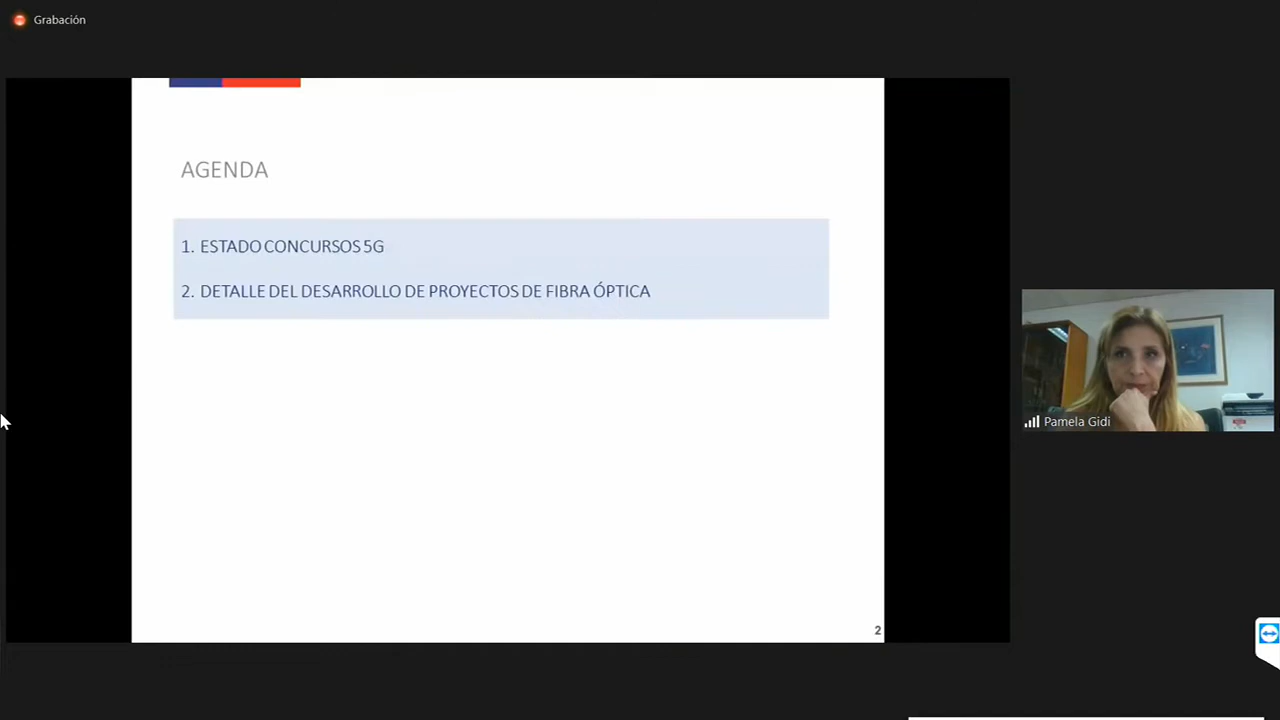 Grabación
AGENDA
1. ESTADO CONCURSOS 5G
2. DETALLE DEL DESARROLLO DE PROYECTOS DE FIBRA ÓPTICA
Pamela Gidi
2